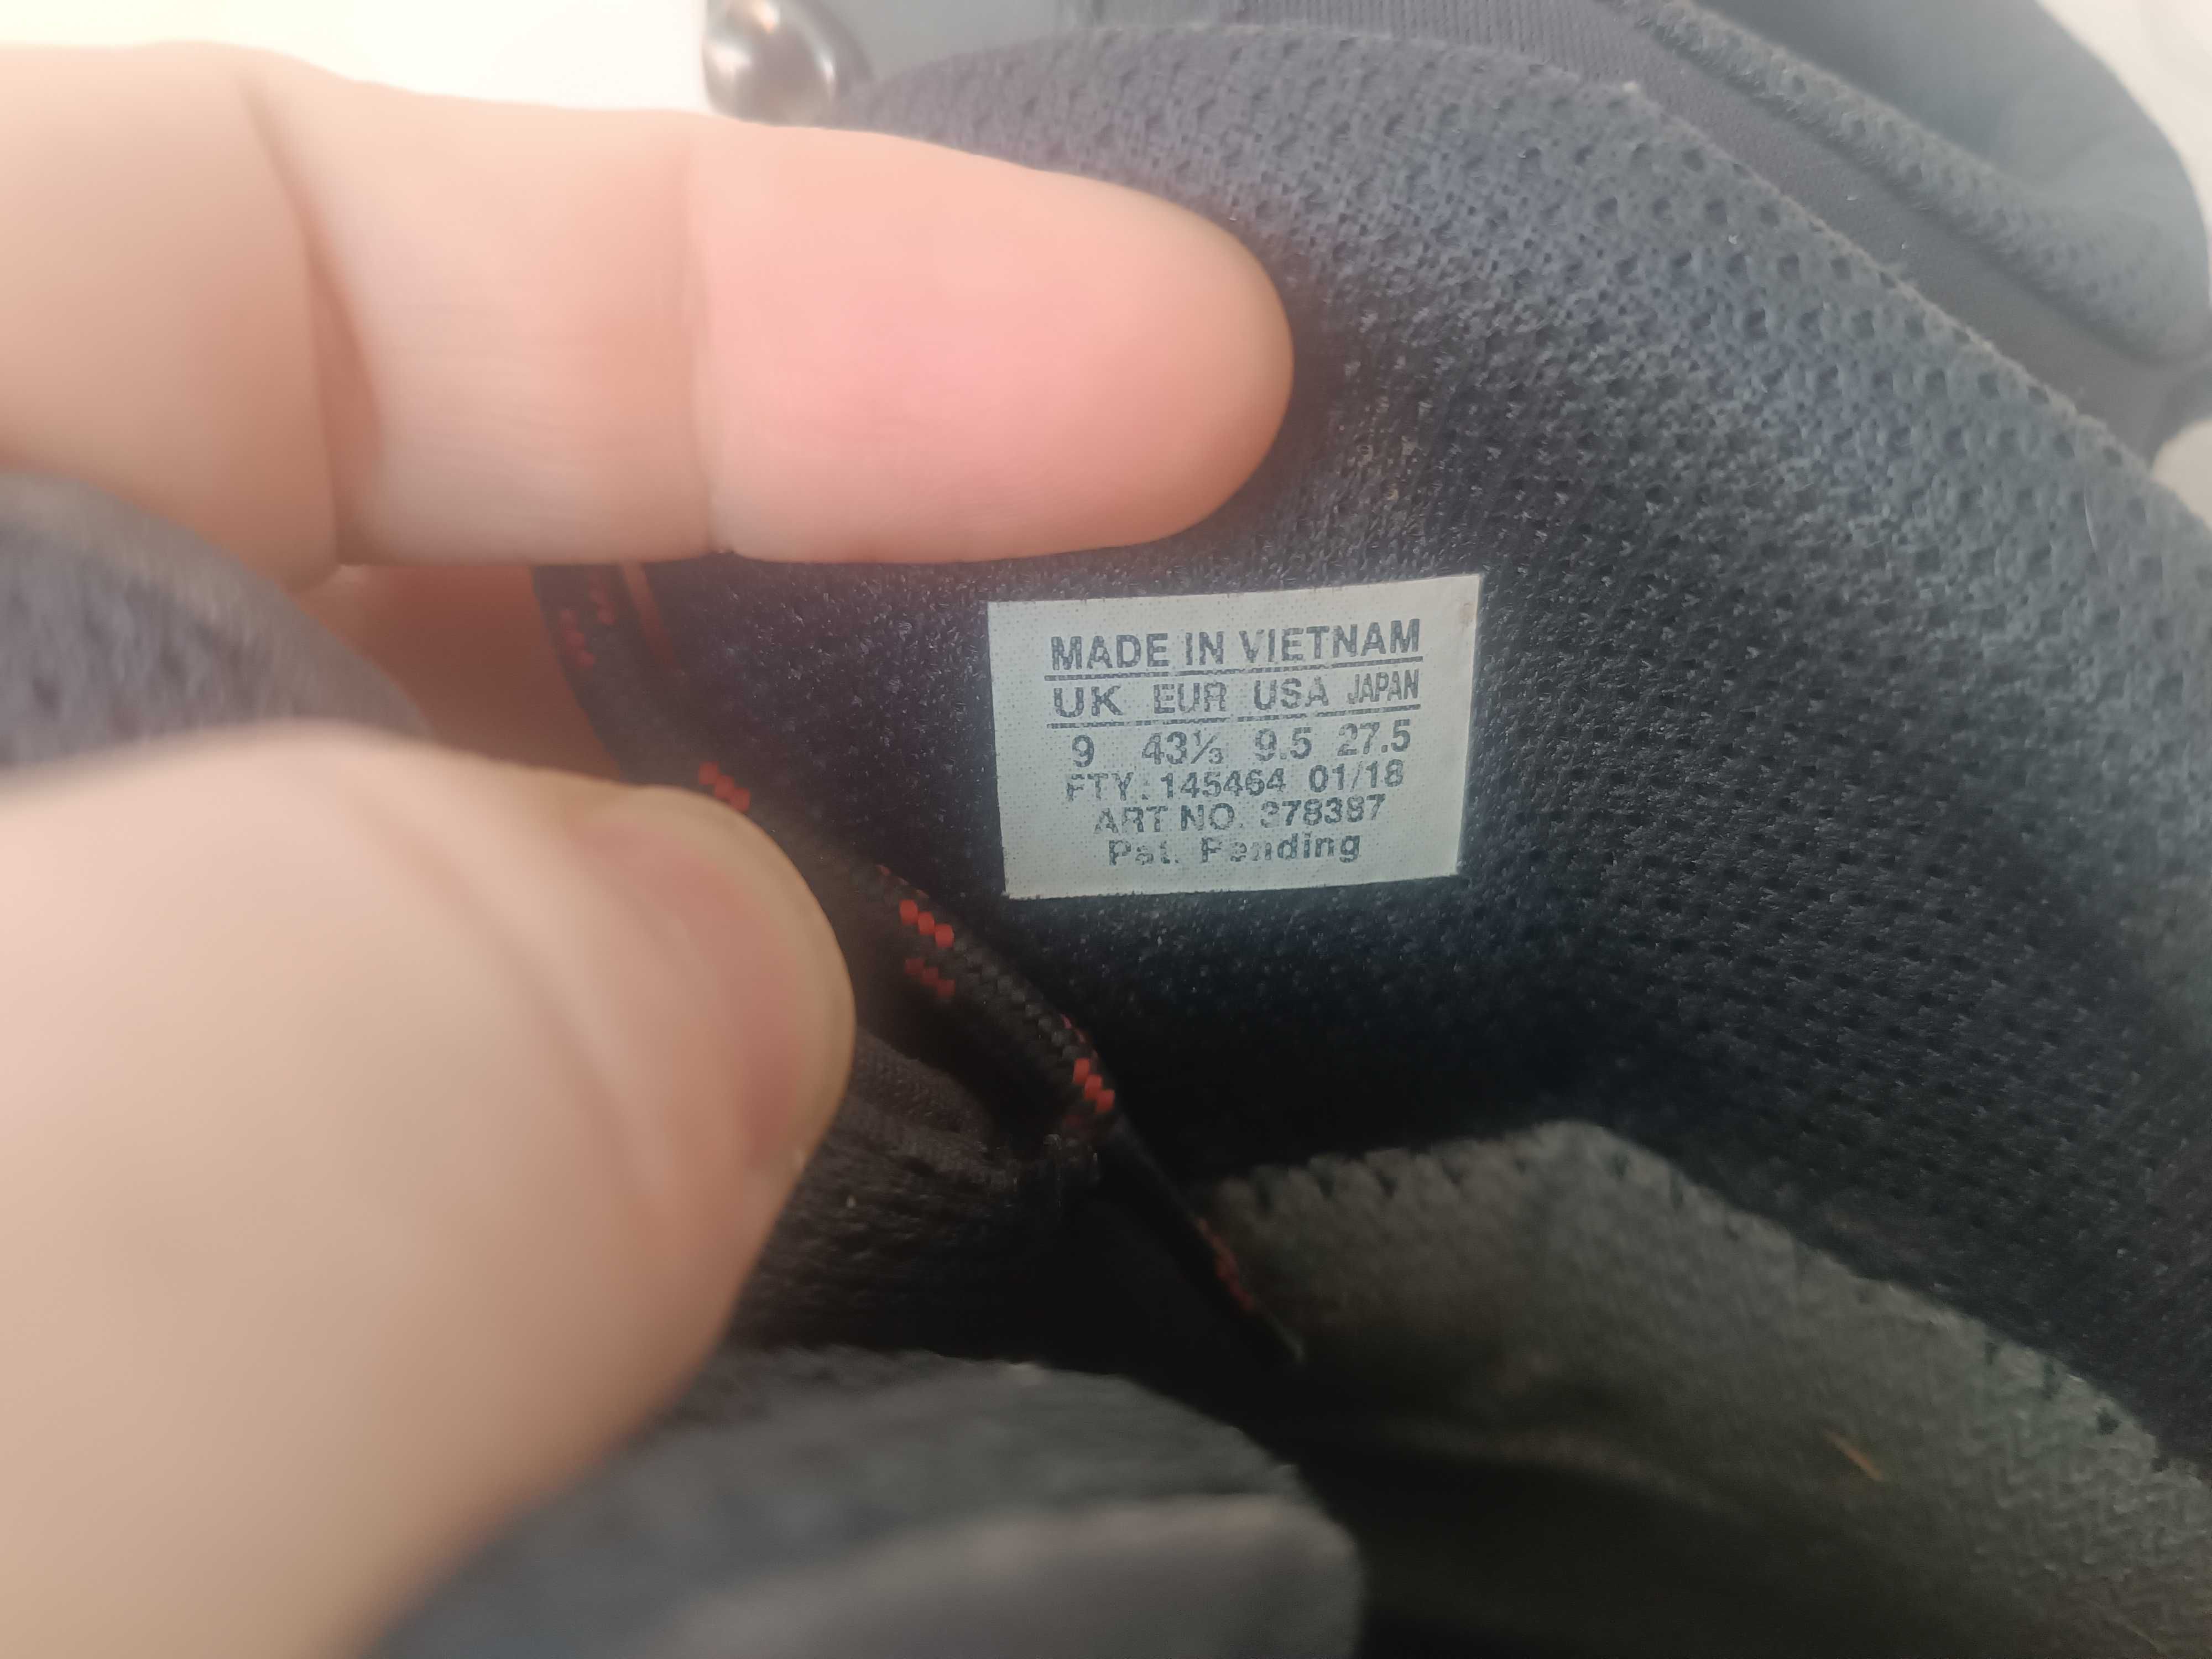 MADE IN VIETNAM
UK EUR USA JAPAN
9 43⅓ 9.5 27.5
FTY.: 145464 01/18
ART NO. 378387
Pat. Pending